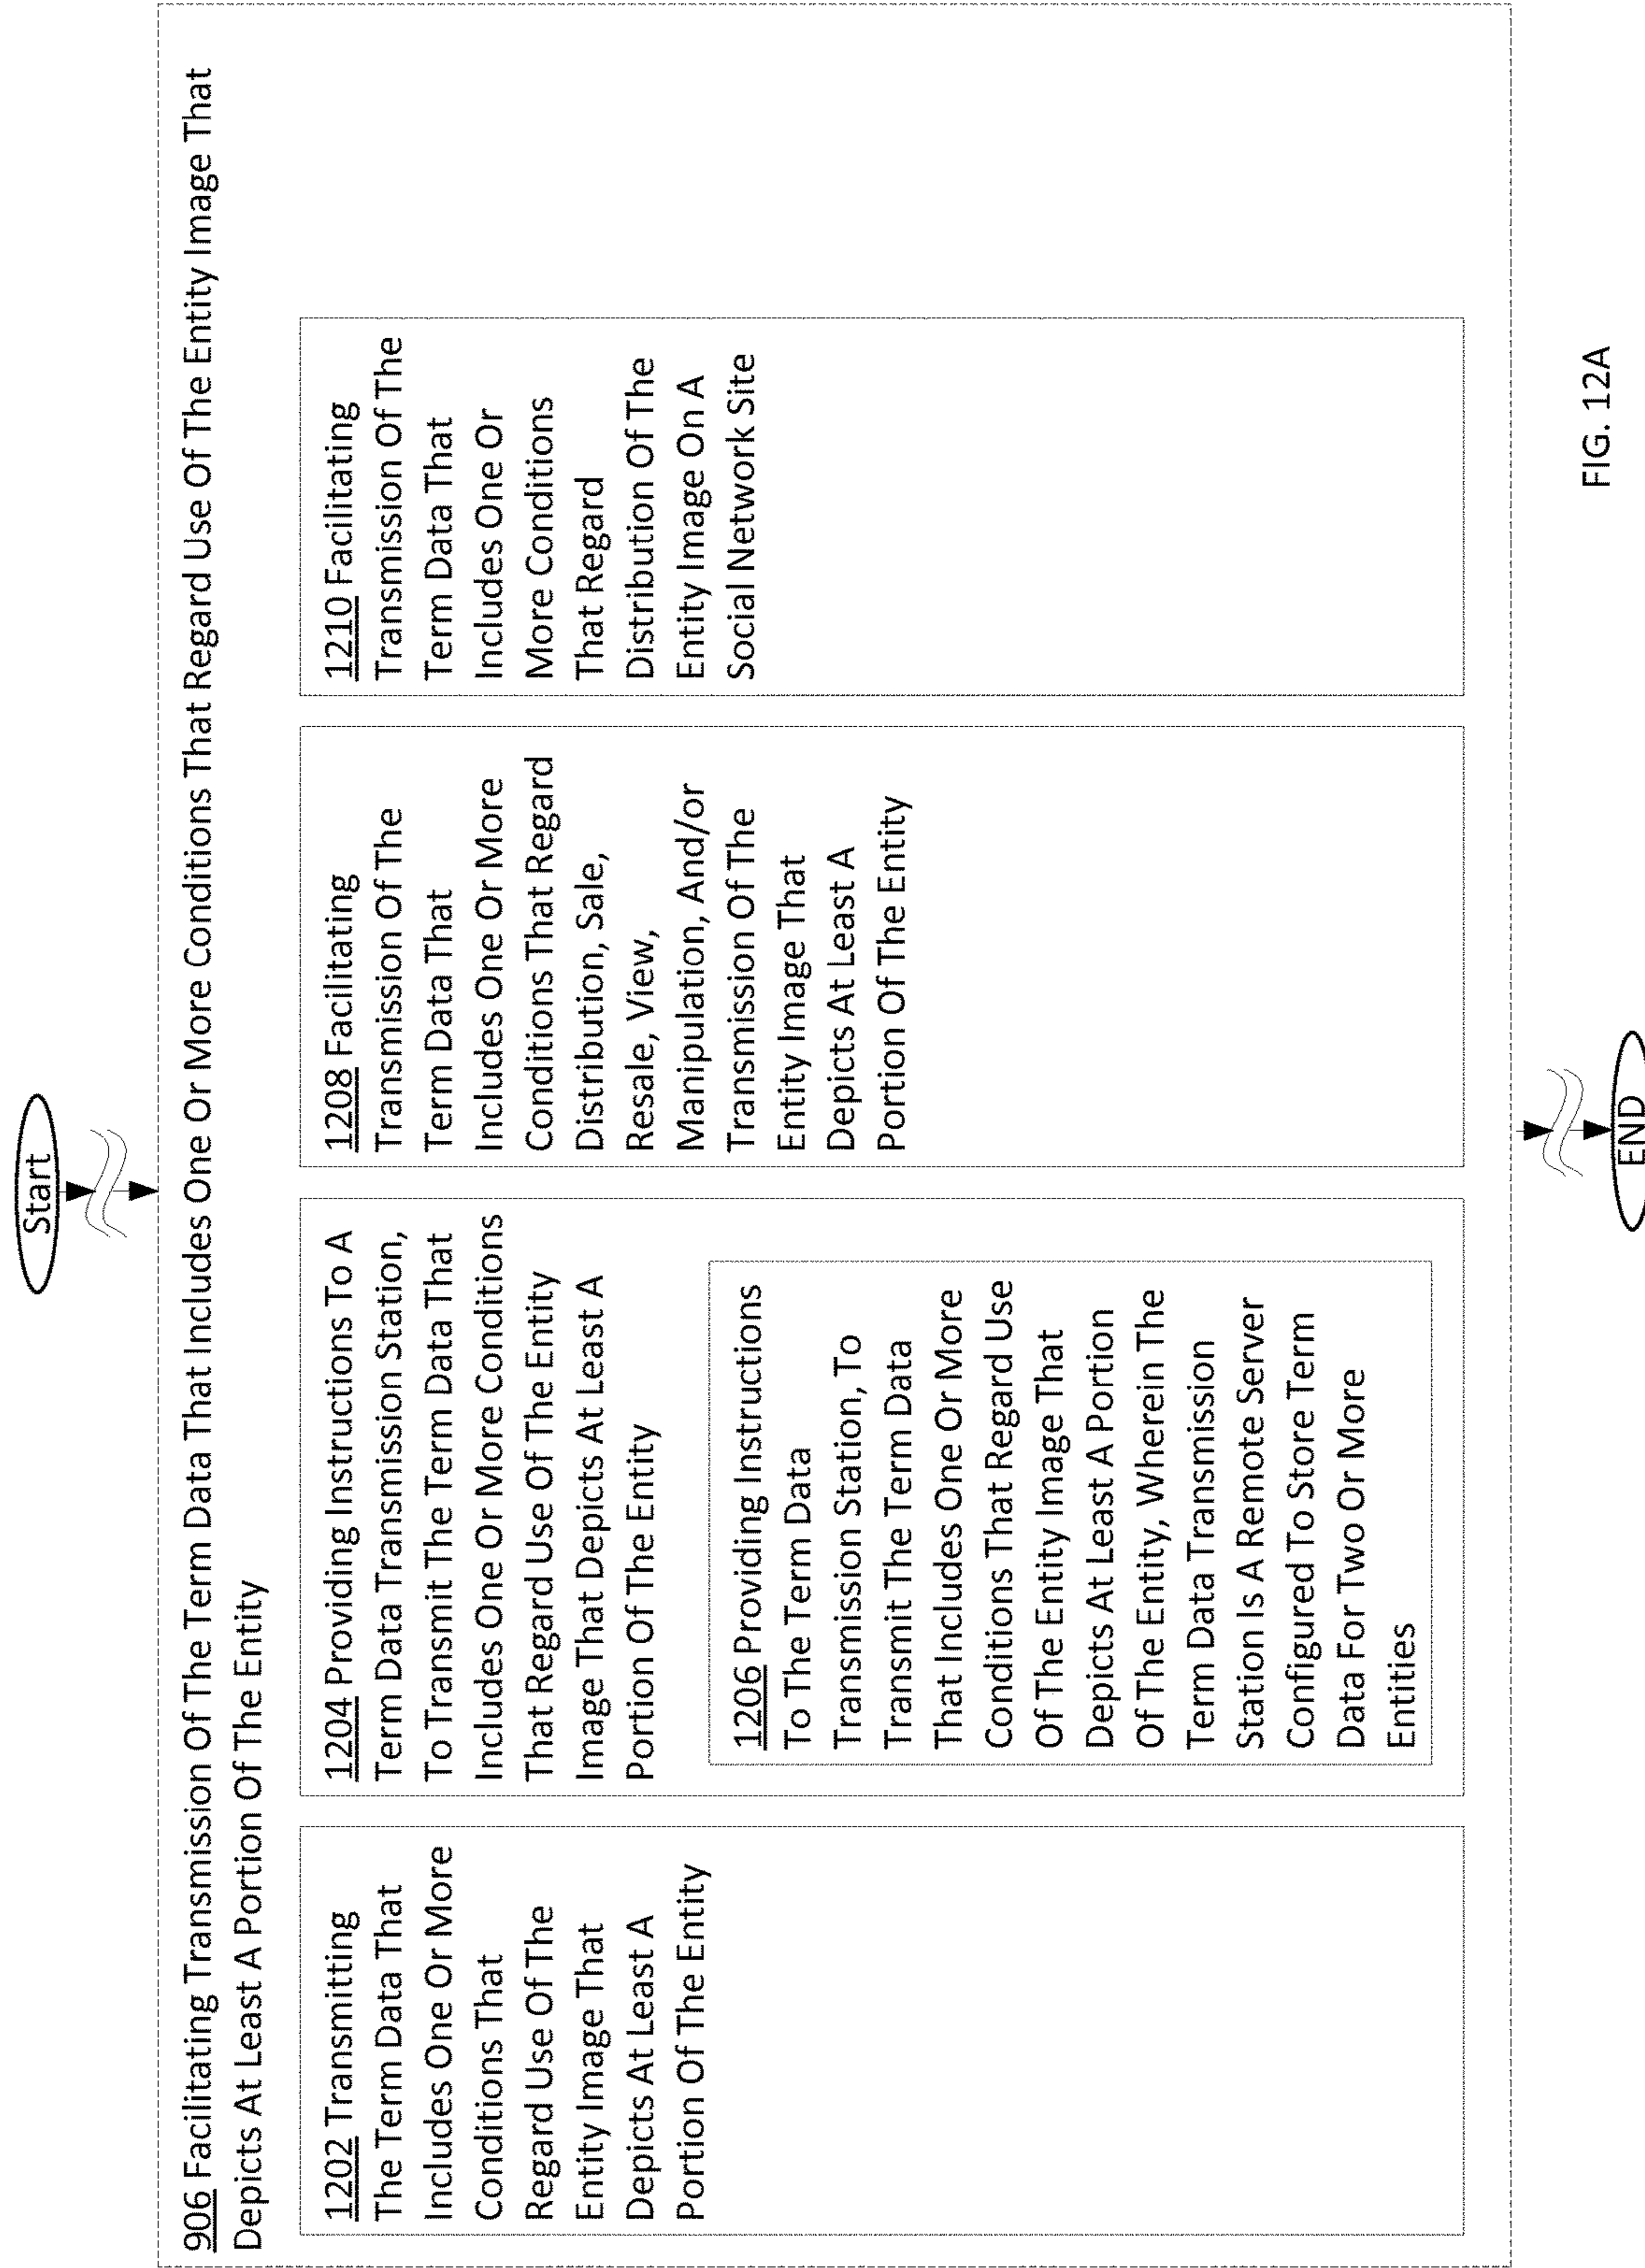 Start
906 Facilitating Transmission Of The Term Data That Includes One Or More Conditions That Regard Use Of The Entity Image That
Depicts At Least A Portion Of The Entity
1202 Transmitting
The Term Data That
Includes One Or More
Conditions That
Regard Use Of The
Entity Image That
Depicts At Least A
Portion Of The Entity
1204 Providing Instructions To A
Term Data Transmission Station,
To Transmit The Term Data That
Includes One Or More Conditions
That Regard Use Of The Entity
Image That Depicts At Least A
Portion Of The Entity
1206 Providing Instructions
To The Term Data
Transmission Station, To
Transmit The Term Data
That Includes One Or More
Conditions That Regard Use
Of The Entity Image That
Depicts At Least A Portion
Of The Entity, Wherein The
Term Data Transmission
Station Is A Remote Server
Configured To Store Term
Data For Two Or More
Entities
1208 Facilitating
Transmission Of The
Term Data That
Includes One Or More
Conditions That Regard
Distribution, Sale,
Resale, View,
Manipulation, And/or
Transmission Of The
Entity Image That
Depicts At Least A
Portion Of The Entity
1210 Facilitating
Transmission Of The
Term Data That
Includes One Or
More Conditions
That Regard
Distribution Of The
Entity Image On A
Social Network Site
END
FIG. 12A